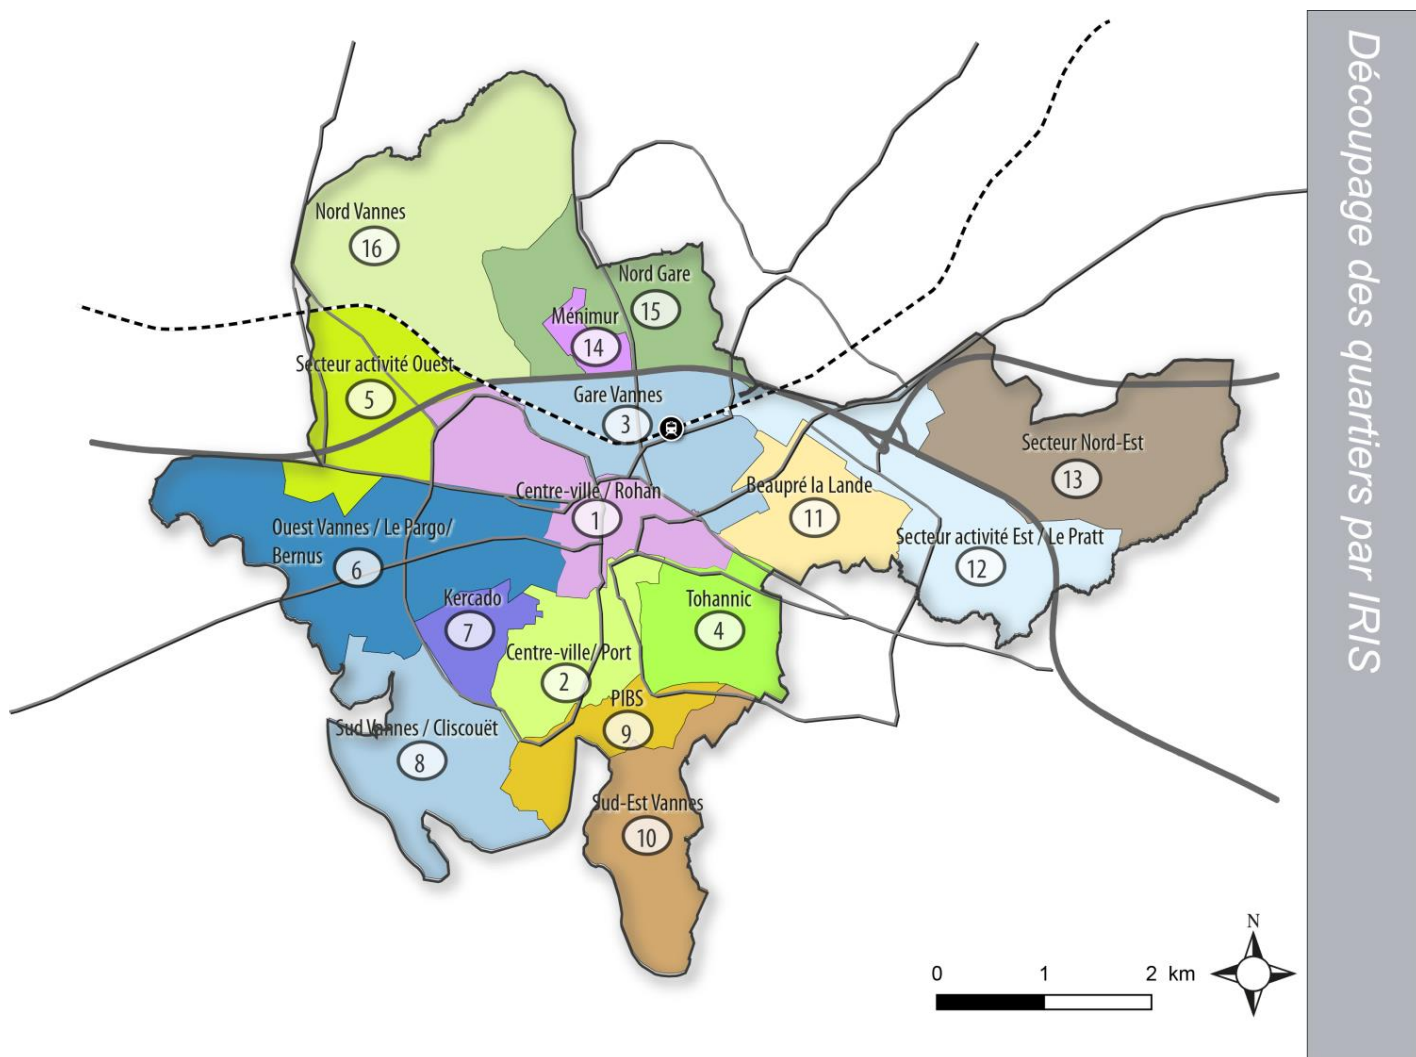 Découpage des quartiers par IRIS
Nord Vannes
16
Nord Gare
15
Ménimur
14
Secteur activité Ouest
5
Gare Vannes
3
Secteur Nord-Est
13
Centre-ville / Rohan
1
Beaupré la Lande
11
Ouest Vannes / Le Pargo/
Bernus
6
Secteur activité Est / Le Pratt
12
Kercado
7
Tohannic
4
Centre-ville/ Port
2
PIBS
9
Sud Vannes / Cliscouët
8
Sud-Est Vannes
10
N
0 1 2 km